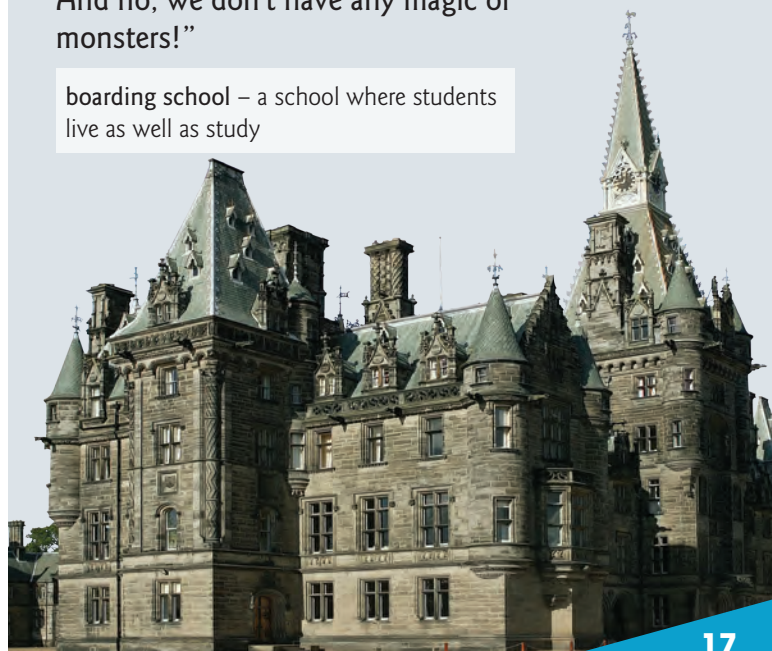 And no, we don't have any magic or
monsters!”
boarding school – a school where students
live as well as study
17